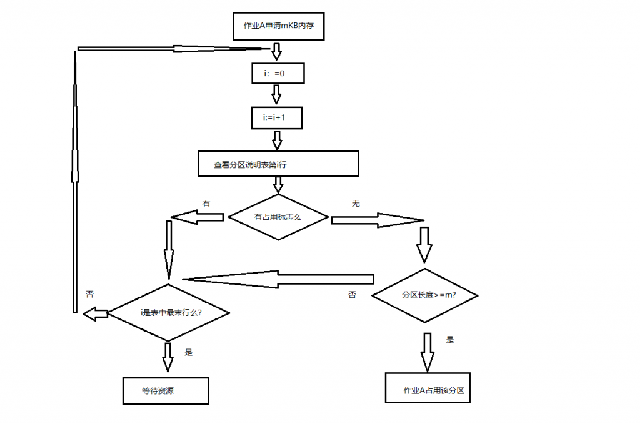 作业A申请mKB内存
i：=0
i:=i+1
查看分区说明表第i行
有占用标志么
有
无
分区长度>=m?
否
否
i是表中最末行么?
是
是
等待资源
作业A占用该分区